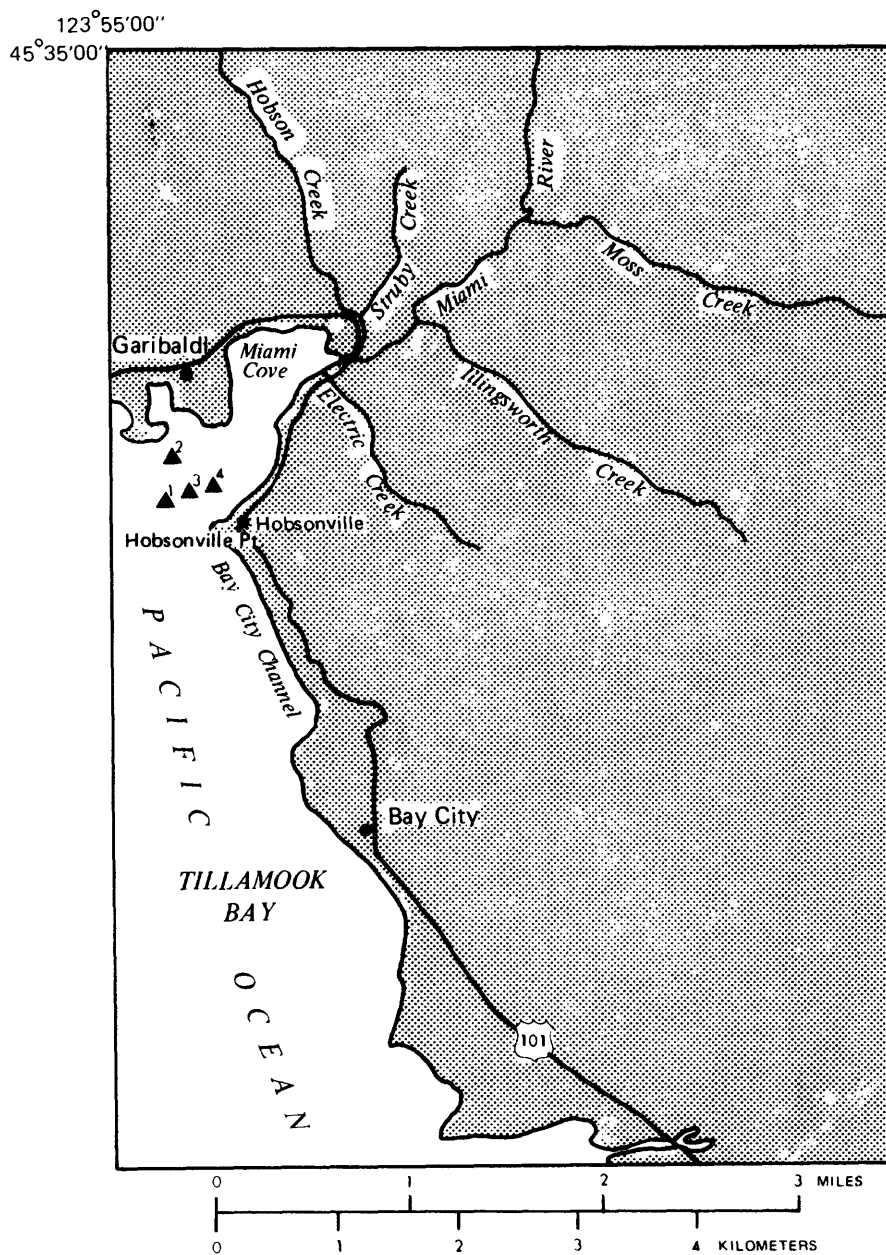 123°55'00"
45°35'00"
Hobson
Creek
Struby
Creek
River
Miami
Moss
Creek
Garibaldi
Miami
Cove
Illingsworth
Creek
Electric
Creek
2
1
3
4
Hobsonville
Hobsonville Pt.
Bay City Channel
PACIFIC
Bay City
TILLAMOOK
BAY
OCEAN
101
0 1 2 3 MILES
0 1 2 3 4 KILOMETERS